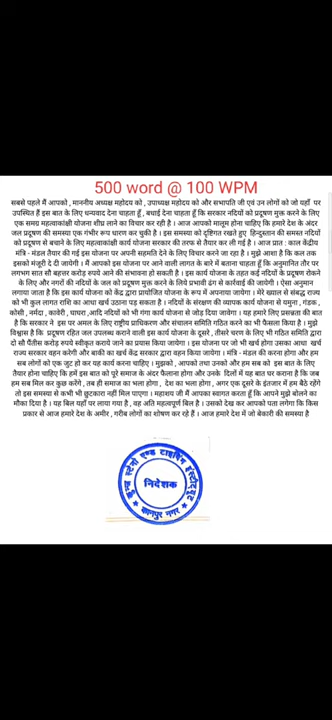 500 word @ 100 WPM
सबसे पहले मैं आपको , माननीय अध्यक्ष महोदय को , उपाध्यक्ष महोदय को और सभापति जी एवं उन लोगों को जो यहाँ पर
उपस्थित हैं इस बात के लिए धन्यवाद देना चाहता हूँ , बधाई देना चाहता हूँ कि सरकार नदियों को प्रदूषण मुक्त करने के लिए
एक समग्र महत्वाकांक्षी योजना शीघ्र लाने का विचार कर रही है । आज आपको मालूम होना चाहिए कि हमारे देश के अंदर
जल प्रदूषण की समस्या एक गंभीर रूप धारण कर चुकी है । इस समस्या को दृष्टिगत रखते हुए हिन्दुस्तान की समस्त नदियों
को प्रदूषण से बचाने के लिए महत्वाकांक्षी कार्य योजना सरकार की तरफ से तैयार कर ली गई है । आज प्रात : काल केंद्रीय
मंत्रि - मंडल तैयार की गई इस योजना पर अपनी सहमति देने के लिए विचार करने जा रहा है । मुझे आशा है कि कल तक
इसको मंजूरी दे दी जायेगी । मैं आपको इस योजना पर आने वाली लागत के बारे में बताना चाहता हूँ कि अनुमानित तौर पर
लगभग सात सौ बहत्तर करोड़ रुपये आने की संभावना हो सकती है । इस कार्य योजना के तहत कई नदियों के प्रदूषण रोकने
के लिए और नगरों की नदियों के जल को प्रदूषण मुक्त करने के लिये प्रभावी ढंग से कार्रवाई की जायेगी । ऐसा अनुमान
लगाया जाता है कि इस कार्य योजना को केंद्र द्वारा प्रायोजित योजना के रूप में अपनाया जायेगा । मेरे ख्याल से संबद्ध राज्य
को भी कुल लागत राशि का आधा खर्च उठाना पड़ सकता है । नदियों के संरक्षण की व्यापक कार्य योजना से यमुना , गंडक ,
कोसी , नर्मदा , कावेरी , घाघरा ,आदि नदियों को भी गंगा कार्य योजना से जोड़ दिया जावेगा । यह हमारे लिए प्रसन्नता की बात
है कि सरकार ने इस पर अमल के लिए राष्ट्रीय प्राधिकरण और संचालन समिति गठित करने का भी फैसला किया है । मुझे
विश्वास है कि प्रदूषण रहित जल उपलब्ध कराने वाली इस कार्य योजना के दूसरे , तीसरे चरण के लिए भी गठित समिति द्वारा
दो सौ पैंतीस करोड़ रुपये स्वीकृत कराये जाने का प्रयास किया जायेगा । इस योजना पर जो भी खर्च होगा उसका आधा खर्च
राज्य सरकार वहन करेगी और बाकी का खर्च केंद्र सरकार द्वारा वहन किया जायेगा । मंत्रि - मंडल की करना होगा और हम
सब लोगों को एक जुट हो कर यह कार्य करना चाहिए । मुझको , आपको तथा उनको और हम सब को इस बात के लिए
तैयार होना चाहिए कि हमें इस बात को पूरे समाज के अंदर फैलाना होगा और उनके दिलों में यह बात घर कराना है कि जब
हम सब मिल कर कुछ करेंगे , तब ही समाज का भला होगा , देश का भला होगा , अगर एक दूसरे के इंतजार में हम बैठे रहेंगे
तो इस समस्या से कभी भी छुटकारा नहीं मिल पाएगा । महाशय जी मैं आपका स्वागत करता हूँ कि आपने मुझे बोलने का
मौका दिया है । यह बिल यहाँ पर लाया गया है , वह अति महत्वपूर्ण बिल है । उसको देख कर आपको पता लगेगा कि किस
प्रकार से आज हमारे देश के अमीर , गरीब लोगों का शोषण कर रहे हैं । आज हमारे देश में जो बेकारी की समस्या है
निदेशक
कानपुर नगर